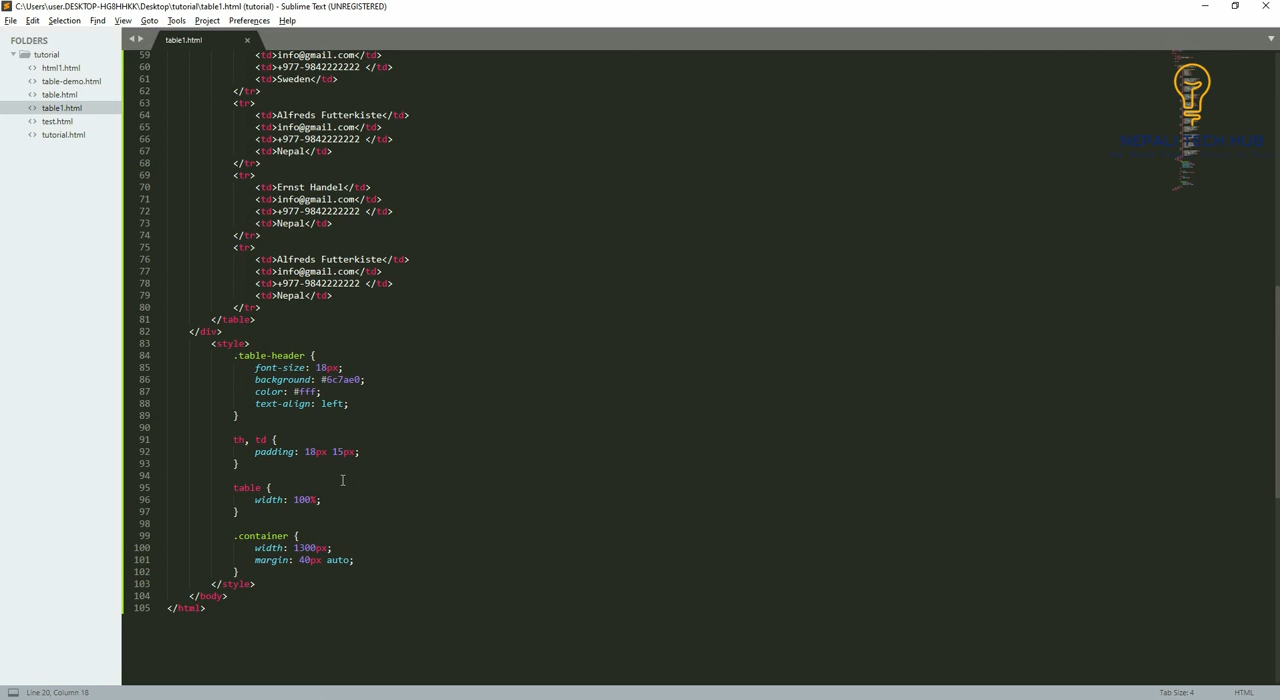 C:\Users\user.DESKTOP-HG8HHKK\Desktop\tutorial\table1.html (tutorial) - Sublime Text (UNREGISTERED)
File Edit Selection Find View Goto Tools Project Preferences Help
FOLDERS
tutorial
html1.html
table-demo.html
table.html
table1.html
test.html
tutorial.html
table1.html
59 <td>info@gmail.com</td>
60 <td>+977-9842222222 </td>
61 <td>Sweden</td>
62 </tr>
63 <tr>
64 <td>Alfreds Futterkiste</td>
65 <td>info@gmail.com</td>
66 <td>+977-9842222222 </td>
67 <td>Nepal</td>
68 </tr>
69 <tr>
70 <td>Ernst Handel</td>
71 <td>info@gmail.com</td>
72 <td>+977-9842222222 </td>
73 <td>Nepal</td>
74 </tr>
75 <tr>
76 <td>Alfreds Futterkiste</td>
77 <td>info@gmail.com</td>
78 <td>+977-9842222222 </td>
79 <td>Nepal</td>
80 </tr>
81 </table>
82 </div>
83 <style>
84 .table-header {
85 font-size: 18px;
86 background: #6c7ae0;
87 color: #fff;
88 text-align: left;
89 }
90
91 th, td {
92 padding: 18px 15px;
93 }
94
95 table {
96 width: 100%;
97 }
98
99 .container {
100 width: 1300px;
101 margin: 40px auto;
102 }
103 </style>
104 </body>
105 </html>
NEPALI TECH HUB
Line 20, Column 18
Tab Size: 4
HTML